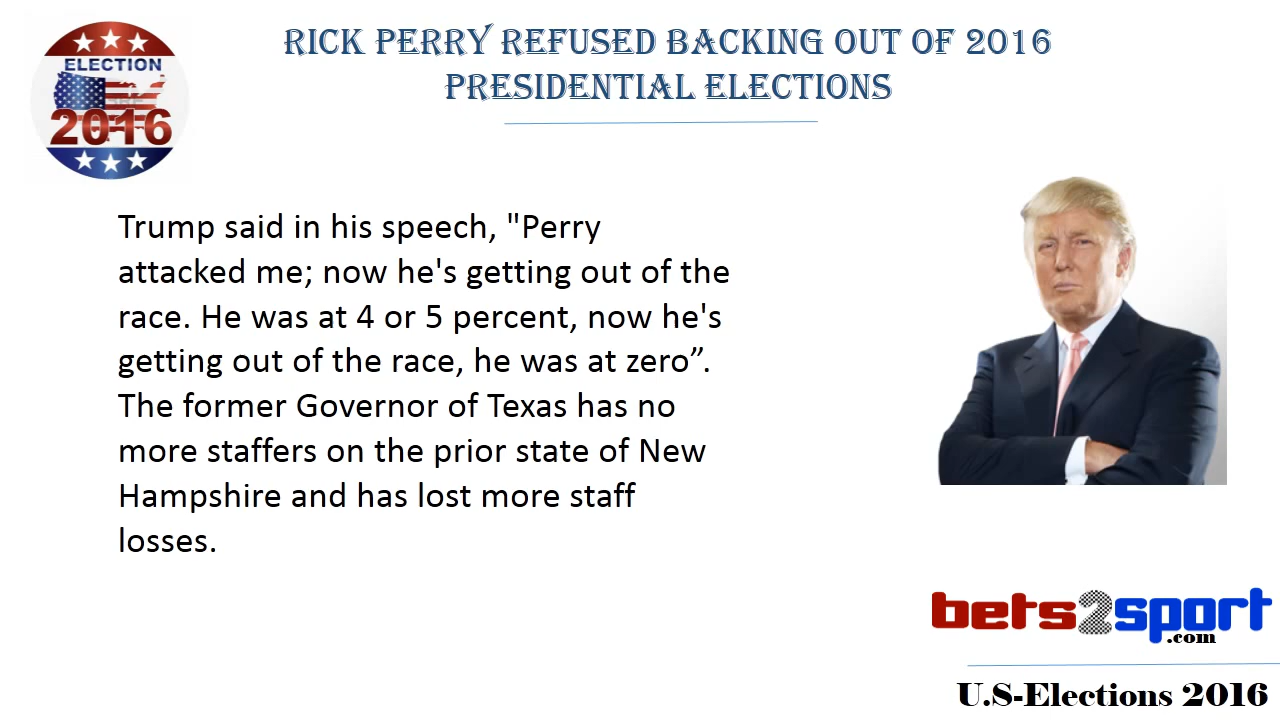 RICK PERRY REFUSED BACKING OUT OF 2016
PRESIDENTIAL ELECTIONS
ELECTION
2016
Trump said in his speech, "Perry
attacked me; now he's getting out of the
race. He was at 4 or 5 percent, now he's
getting out of the race, he was at zero”.
The former Governor of Texas has no
more staffers on the prior state of New
Hampshire and has lost more staff
losses.
bets2sport
.com
U.S-Elections 2016